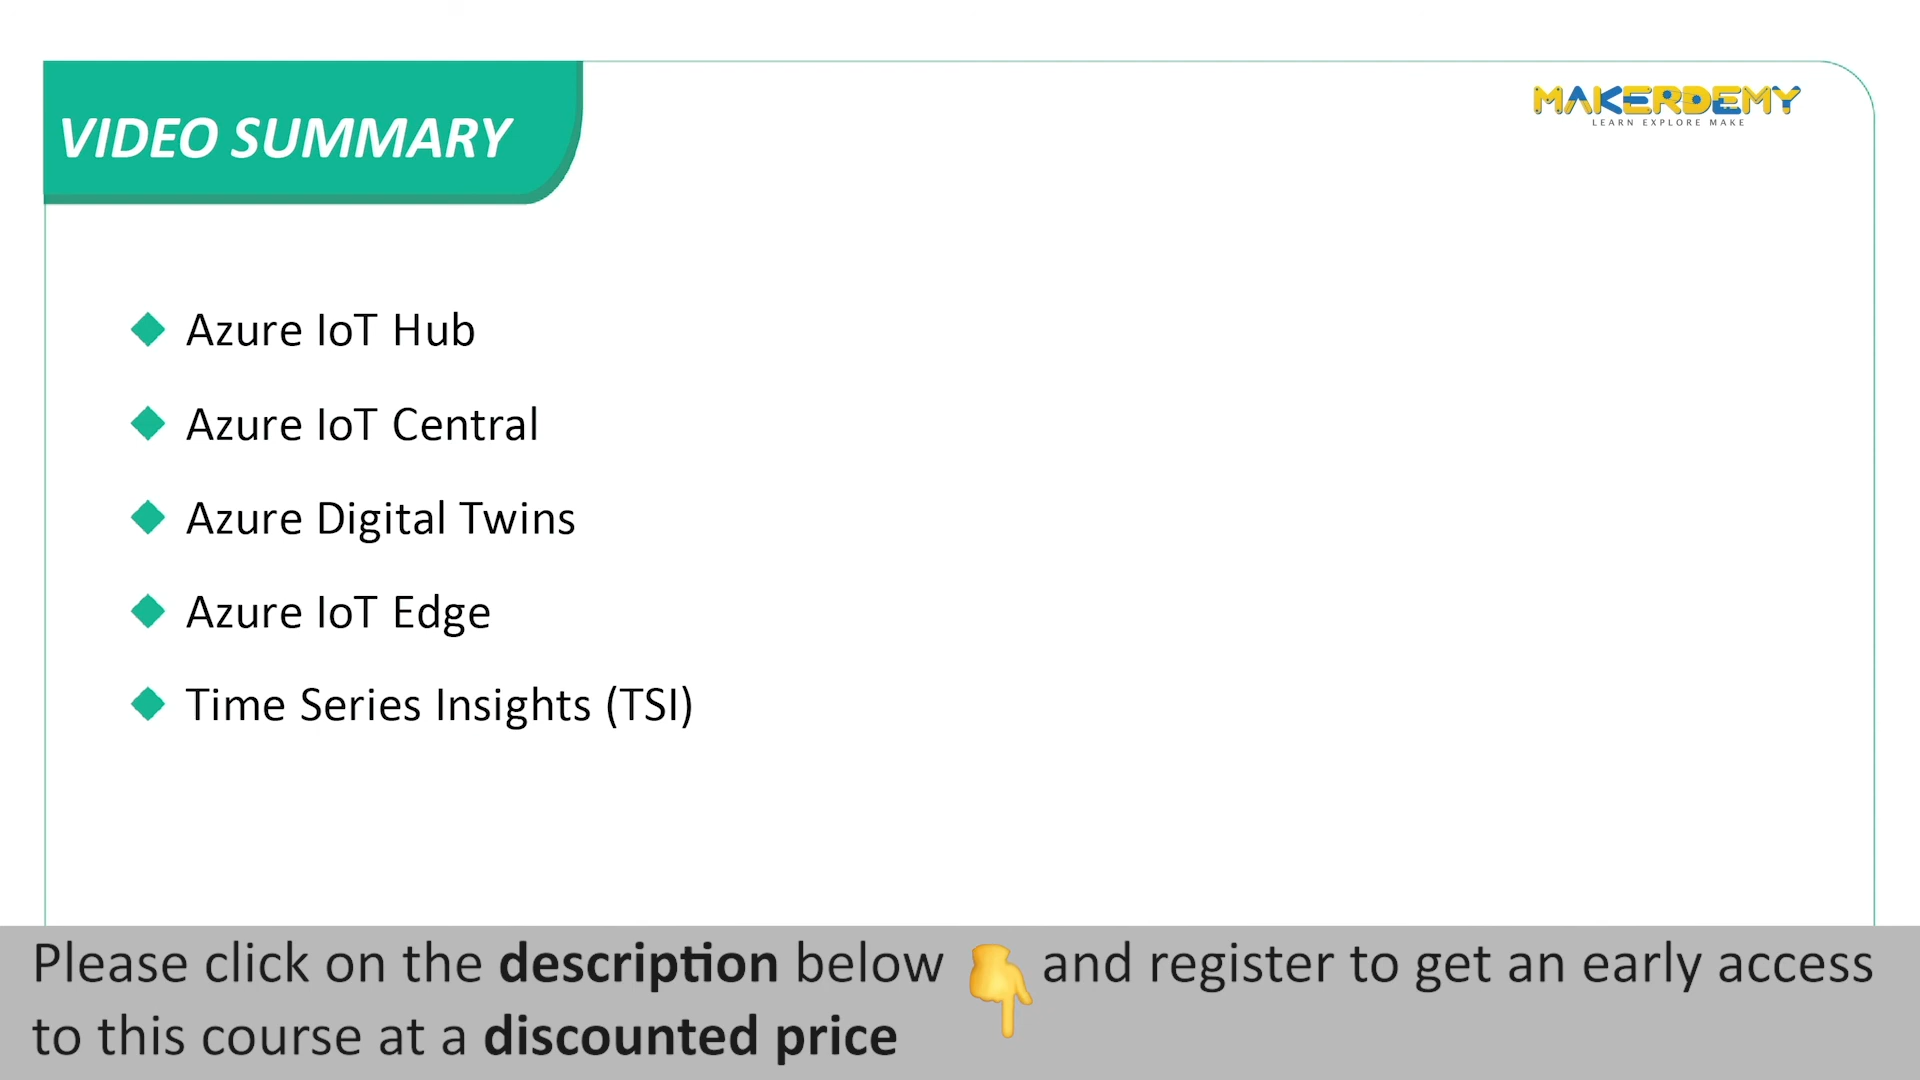 VIDEO SUMMARY
MAKERDEMY
LEARN EXPLORE MAKE
Azure IoT Hub
Azure IoT Central
Azure Digital Twins
Azure IoT Edge
Time Series Insights (TSI)
Please click on the description below 👇 and register to get an early access
to this course at a discounted price